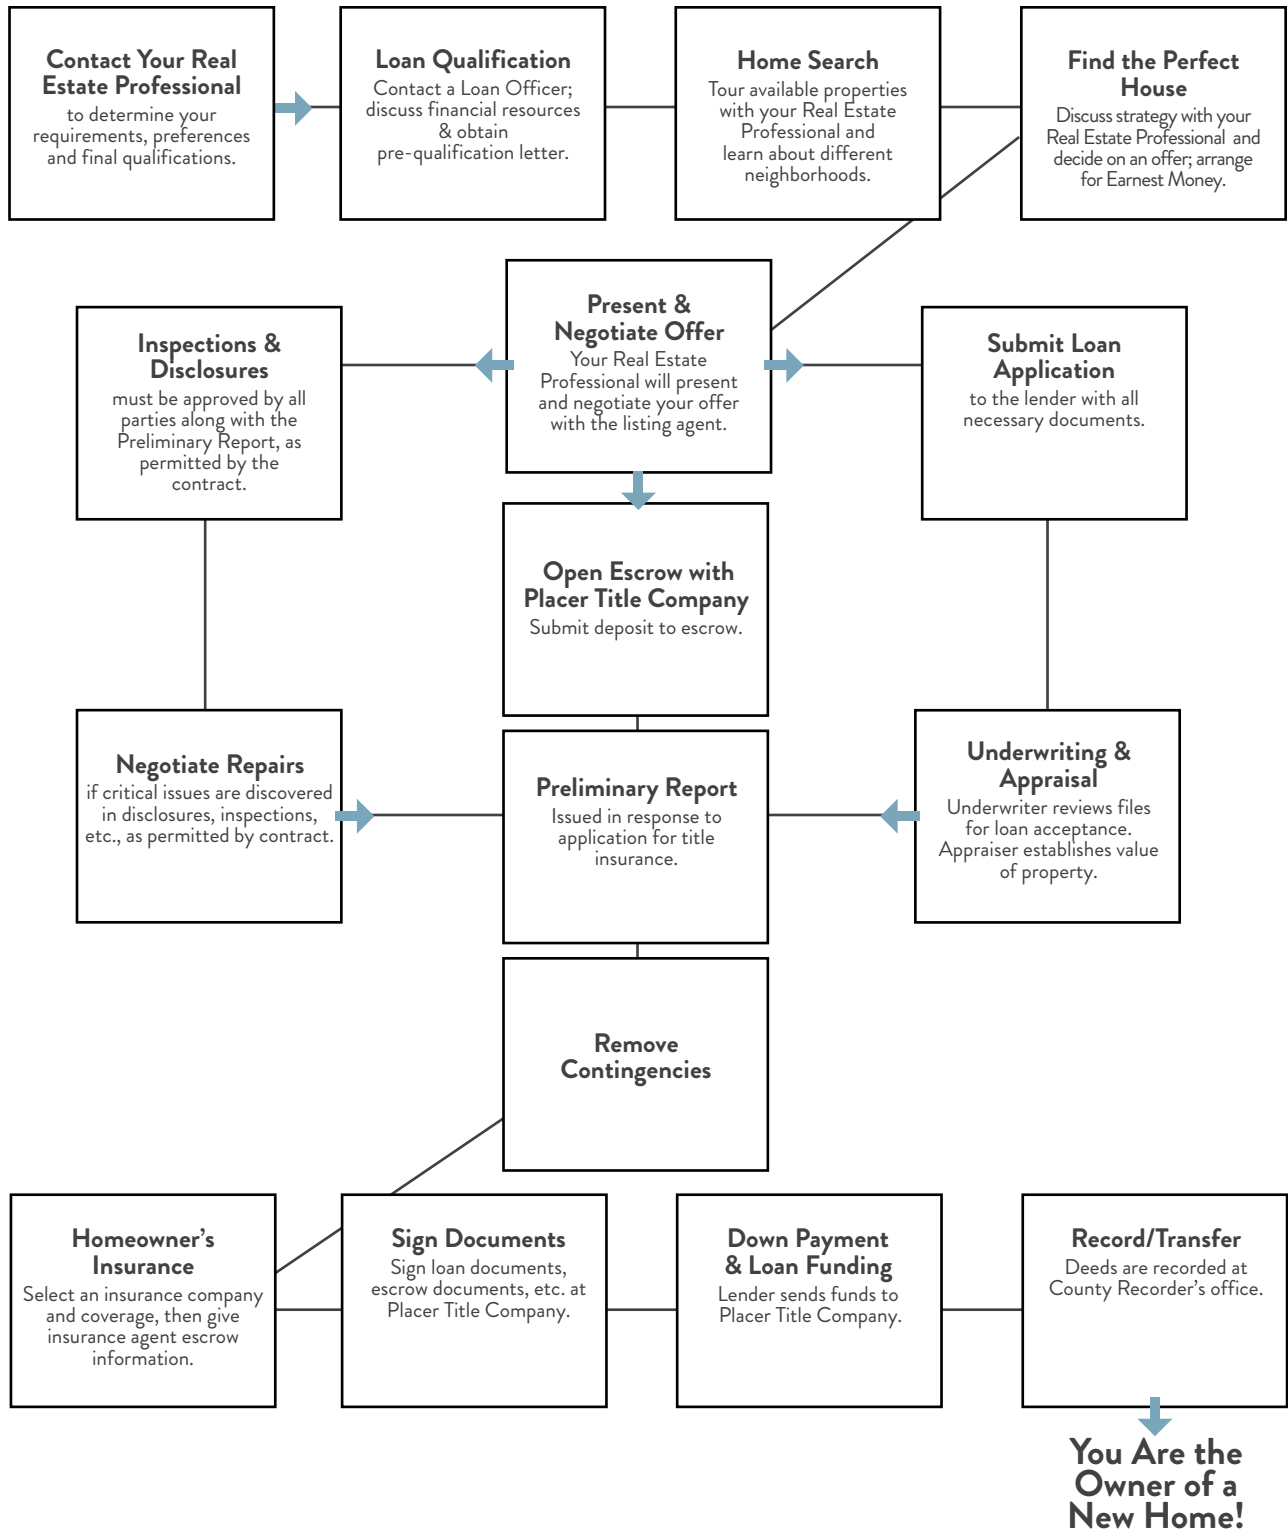 Contact Your Real
Estate Professional
to determine your
requirements, preferences
and final qualifications.
Loan Qualification
Contact a Loan Officer;
discuss financial resources
& obtain
pre-qualification letter.
Home Search
Tour available properties
with your Real Estate
Professional and
learn about different
neighborhoods.
Find the Perfect
House
Discuss strategy with your
Real Estate Professional and
decide on an offer; arrange
for Earnest Money.
Inspections &
Disclosures
must be approved by all
parties along with the
Preliminary Report, as
permitted by the
contract.
Present &
Negotiate Offer
Your Real Estate
Professional will present
and negotiate your offer
with the listing agent.
Submit Loan
Application
to the lender with all
necessary documents.
Open Escrow with
Placer Title Company
Submit deposit to escrow.
Negotiate Repairs
if critical issues are discovered
in disclosures, inspections,
etc., as permitted by contract.
Preliminary Report
Issued in response to
application for title
insurance.
Underwriting &
Appraisal
Underwriter reviews files
for loan acceptance.
Appraiser establishes value
of property.
Remove
Contingencies
Homeowner's
Insurance
Select an insurance company
and coverage, then give
insurance agent escrow
information.
Sign Documents
Sign loan documents,
escrow documents, etc. at
Placer Title Company.
Down Payment
& Loan Funding
Lender sends funds to
Placer Title Company.
Record/Transfer
Deeds are recorded at
County Recorder's office.
You Are the
Owner of a
New Home!